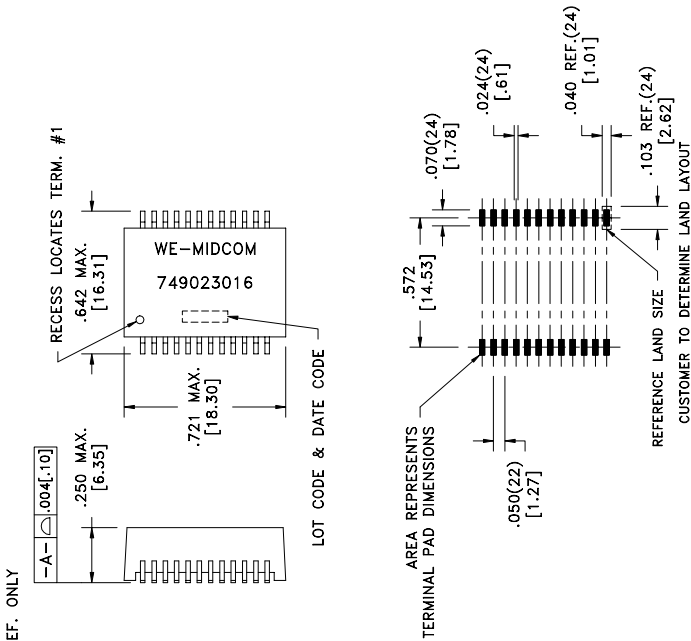 EF. ONLY
-A- .004[.10]
.250 MAX.
[6.35]
RECESS LOCATES TERM. #1
.642 MAX.
[16.31]
WE-MIDCOM
749023016
.721 MAX.
[18.30]
LOT CODE & DATE CODE
.024(24)
[.61]
.040 REF.(24)
[1.01]
.070(24)
[1.78]
.103 REF.(24)
[2.62]
.572
[14.53]
.050(22)
[1.27]
AREA REPRESENTS
TERMINAL PAD DIMENSIONS
REFERENCE LAND SIZE
CUSTOMER TO DETERMINE LAND LAYOUT